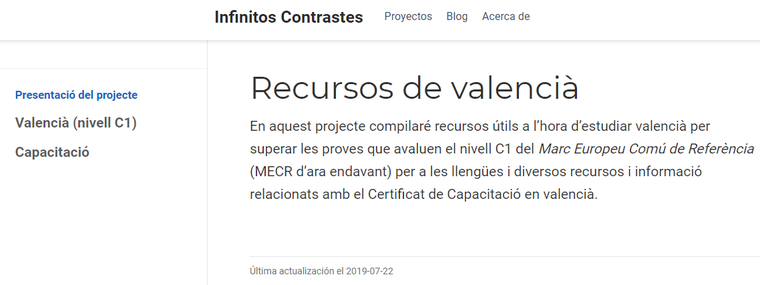 Infinitos Contrastes Proyectos Blog Acerca de
Presentació del projecte
Valencià (nivell C1)
Capacitació
Recursos de valencià
En aquest projecte compilaré recursos útils a l'hora d'estudiar valencià per
superar les proves que avaluen el nivell C1 del Marc Europeu Comú de Referència
(MECR d'ara endavant) per a les llengües i diversos recursos i informació
relacionats amb el Certificat de Capacitació en valencià.
Última actualización el 2019-07-22